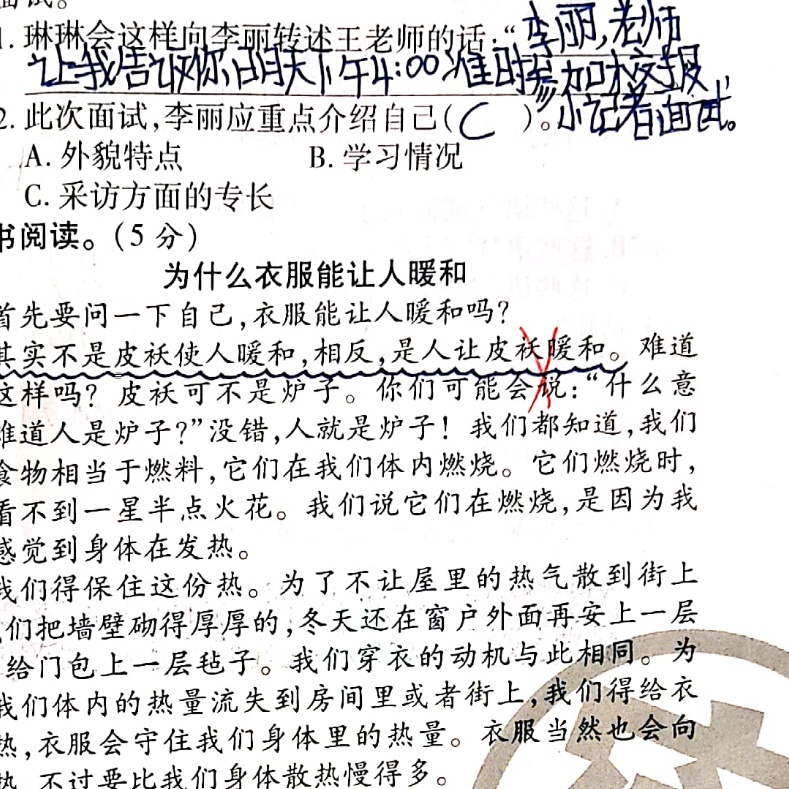 面试。
1. 琳琳会这样向李丽转述王老师的话:“李丽,老师
让我告诉你,明天下午4:00准时参加校报
小记者面试。”
2. 此次面试,李丽应重点介绍自己( C )。
A. 外貌特点 B. 学习情况
C. 采访方面的专长
书阅读。(5分)
为什么衣服能让人暖和
首先要问一下自己,衣服能让人暖和吗?
其实不是皮袄使人暖和,相反,是人让皮袄暖和。难道
这样吗? 皮袄可不是炉子。你们可能会说:“什么意
难道人是炉子?”没错,人就是炉子! 我们都知道,我们
食物相当于燃料,它们在我们体内燃烧。它们燃烧时,
看不到一星半点火花。我们说它们在燃烧,是因为我
感觉到身体在发热。
我们得保住这份热。为了不让屋里的热气散到街上
们把墙壁砌得厚厚的,冬天还在窗户外面再安上一层
给门包上一层毡子。我们穿衣的动机与此相同。为
我们体内的热量流失到房间里或者街上,我们得给衣
热,衣服会守住我们身体里的热量。衣服当然也会向
热,不过要比我们身体散热慢得多。